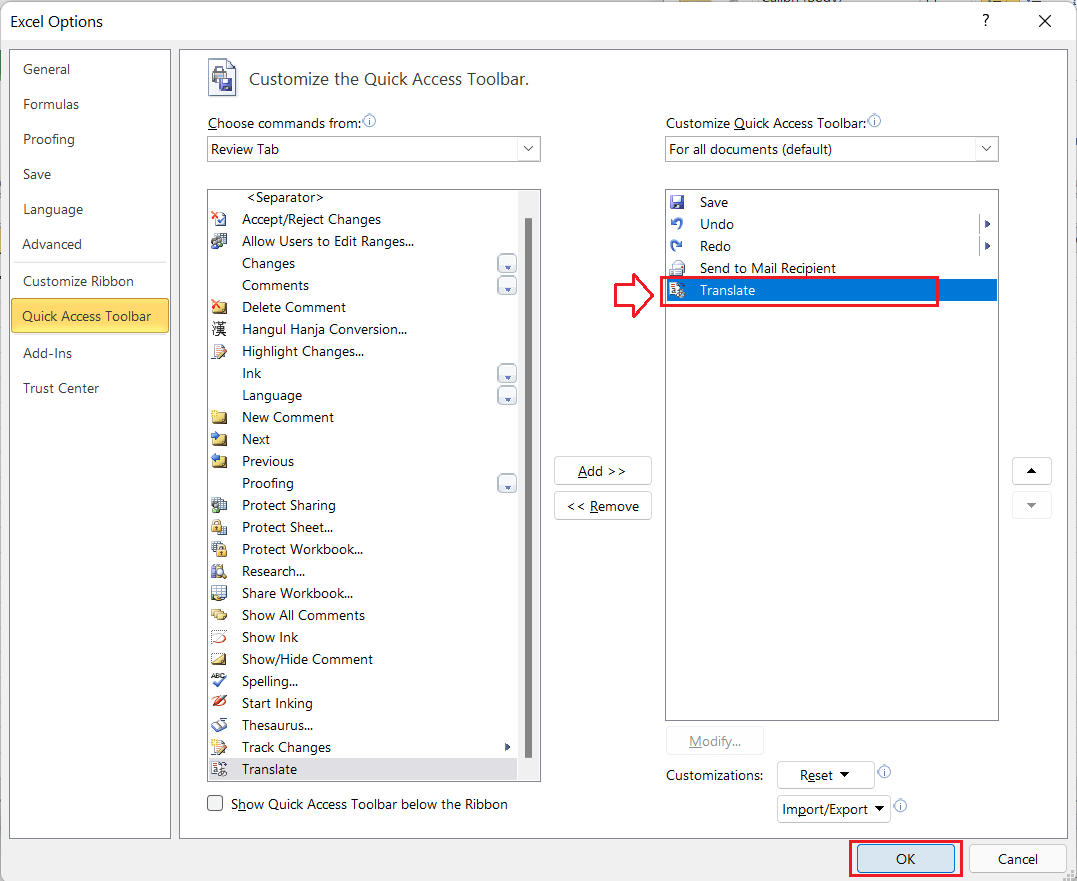 Excel Options
?
General
Formulas
Proofing
Save
Language
Advanced
Customize Ribbon
Quick Access Toolbar
Add-Ins
Trust Center
Customize the Quick Access Toolbar.
Choose commands from:
Review Tab
<Separator>
Accept/Reject Changes
Allow Users to Edit Ranges...
Changes
Comments
Delete Comment
Hangul Hanja Conversion...
Highlight Changes...
Ink
Language
New Comment
Next
Previous
Proofing
Protect Sharing
Protect Sheet...
Protect Workbook...
Research...
Share Workbook...
Show All Comments
Show Ink
Show/Hide Comment
Spelling...
Start Inking
Thesaurus...
Track Changes
Translate
Show Quick Access Toolbar below the Ribbon
Add >>
<< Remove
Customize Quick Access Toolbar:
For all documents (default)
Save
Undo
Redo
Send to Mail Recipient
Translate
Modify...
Customizations:
Reset
Import/Export
OK
Cancel